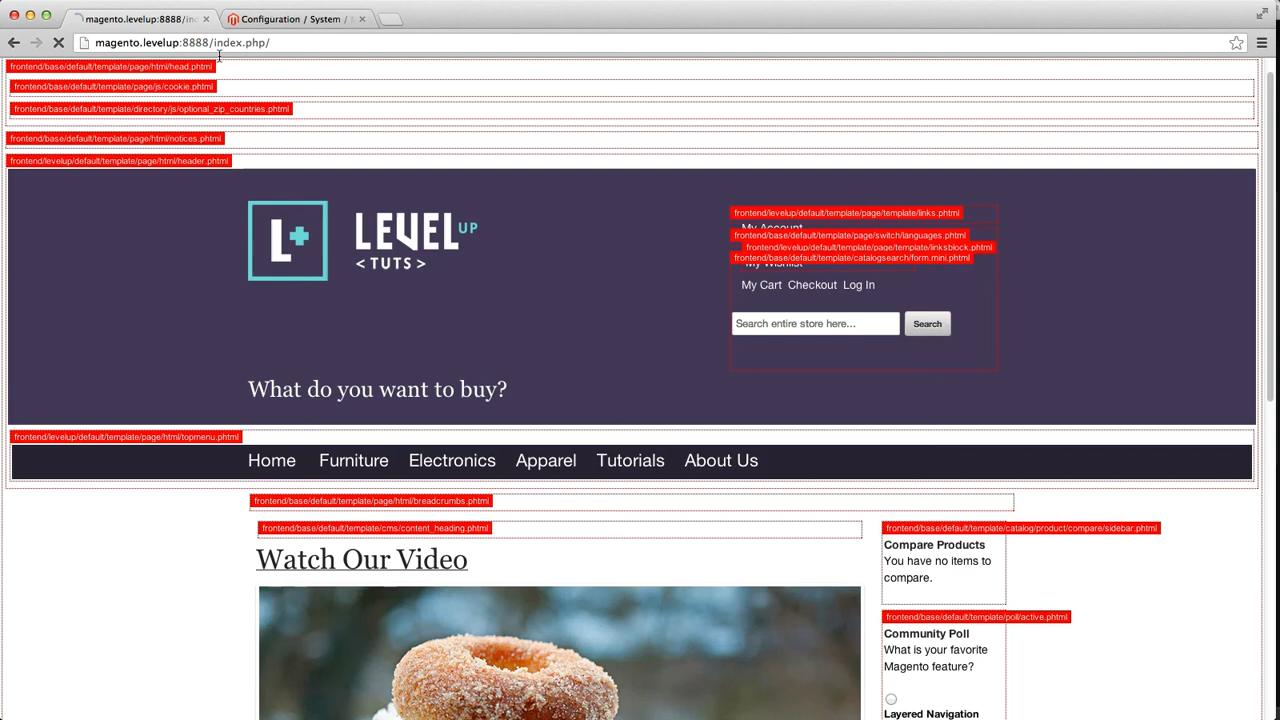 magento.levelup:8888/in
Configuration / System /
magento.levelup:8888/index.php/
frontend/base/default/template/page/html/head.phtml
frontend/base/default/template/page/js/cookie.phtml
frontend/base/default/template/directory/js/optional_zip_countries.phtml
frontend/base/default/template/page/html/notices.phtml
frontend/levelup/default/template/page/html/header.phtml
LEVEL UP
< TUTS >
frontend/levelup/default/template/page/template/links.phtml
My Account
frontend/base/default/template/page/switch/languages.phtml
frontend/levelup/default/template/page/template/linksblock.phtml
frontend/base/default/template/catalogsearch/form.mini.phtml
My Wishlist
My Cart Checkout Log In
Search entire store here...
Search
What do you want to buy?
frontend/levelup/default/template/page/html/topmenu.phtml
Home Furniture Electronics Apparel Tutorials About Us
frontend/base/default/template/page/html/breadcrumbs.phtml
frontend/base/default/template/cms/content_heading.phtml
Watch Our Video
frontend/base/default/template/catalog/product/compare/sidebar.phtml
Compare Products
You have no items to
compare.
frontend/base/default/template/poll/active.phtml
Community Poll
What is your favorite
Magento feature?
Layered Navigation